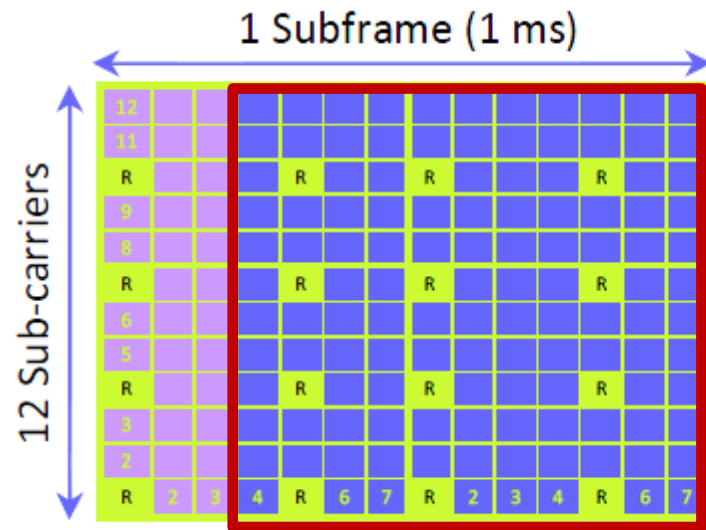 1 Subframe (1 ms)
12 Sub-carriers
12
11
R R R R
9
8
R R R R
6
5
R R R R
3
2
R 2 3 4 R 6 7 R 2 3 4 R 6 7